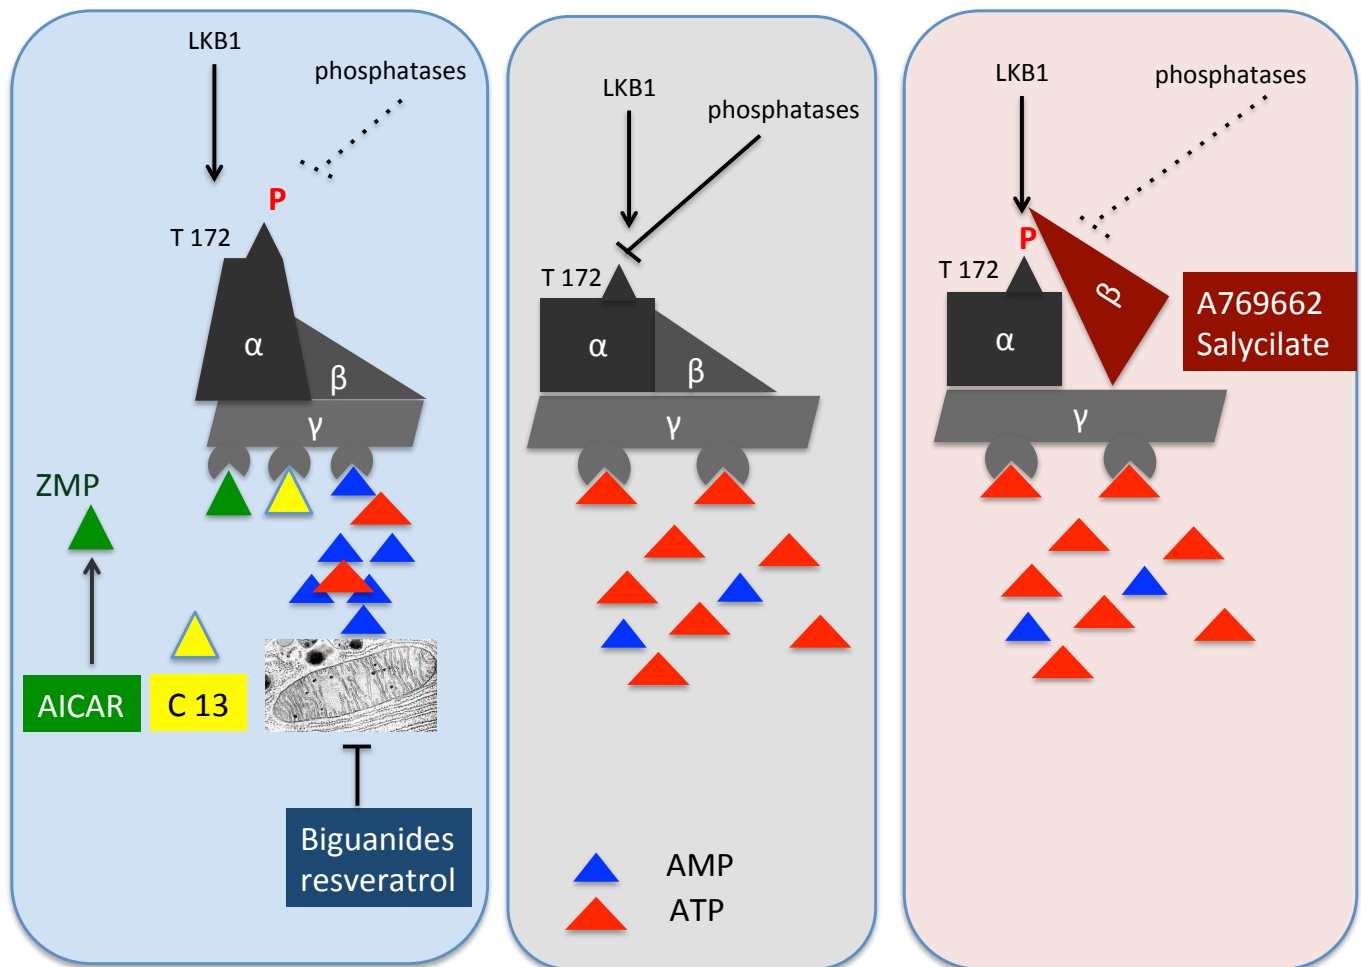 LKB1
phosphatases
P
T 172
α
β
γ
ZMP
AICAR
C 13
Biguanides
resveratrol
LKB1
phosphatases
T 172
α
β
γ
AMP
ATP
LKB1
phosphatases
P
T 172
α
β
γ
A769662
Salycilate